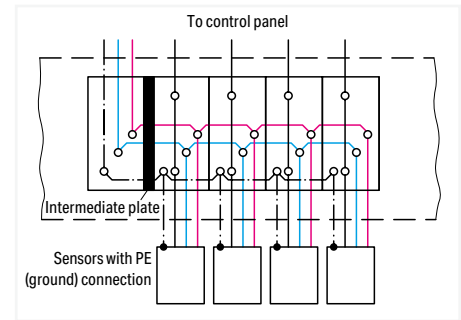 To control panel
Intermediate plate
Sensors with PE
(ground) connection